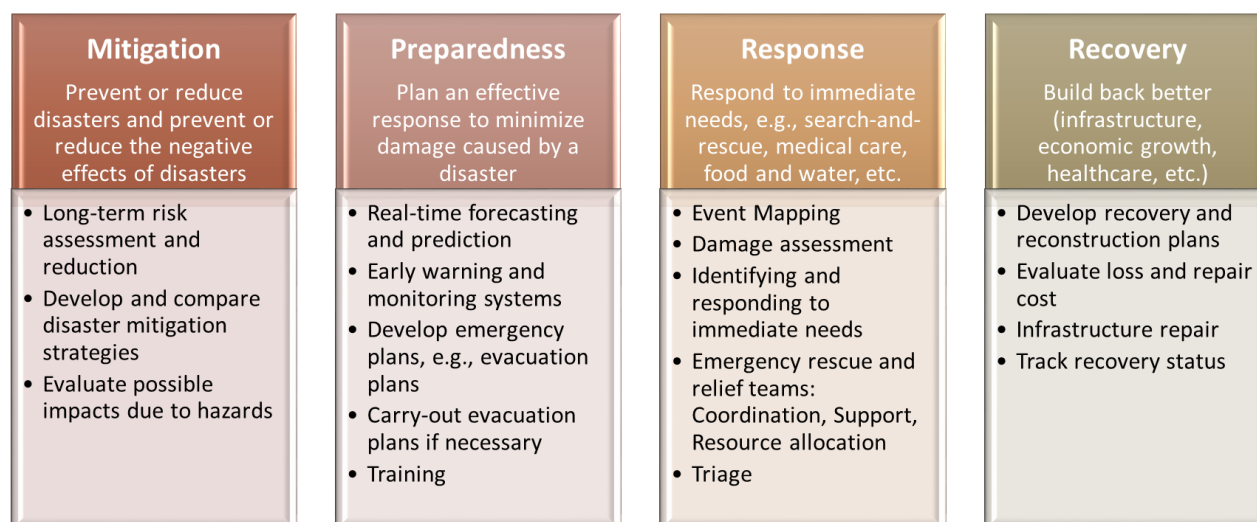 Mitigation
Prevent or reduce
disasters and prevent or
reduce the negative
effects of disasters
• Long-term risk
assessment and
reduction
• Develop and compare
disaster mitigation
strategies
• Evaluate possible
impacts due to hazards
Preparedness
Plan an effective
response to minimize
damage caused by a
disaster
• Real-time forecasting
and prediction
• Early warning and
monitoring systems
• Develop emergency
plans, e.g., evacuation
plans
• Carry-out evacuation
plans if necessary
• Training
Response
Respond to immediate
needs, e.g., search-and-
rescue, medical care,
food and water, etc.
• Event Mapping
• Damage assessment
• Identifying and
responding to
immediate needs
• Emergency rescue and
relief teams:
Coordination, Support,
Resource allocation
• Triage
Recovery
Build back better
(infrastructure,
economic growth,
healthcare, etc.)
• Develop recovery and
reconstruction plans
• Evaluate loss and repair
cost
• Infrastructure repair
• Track recovery status